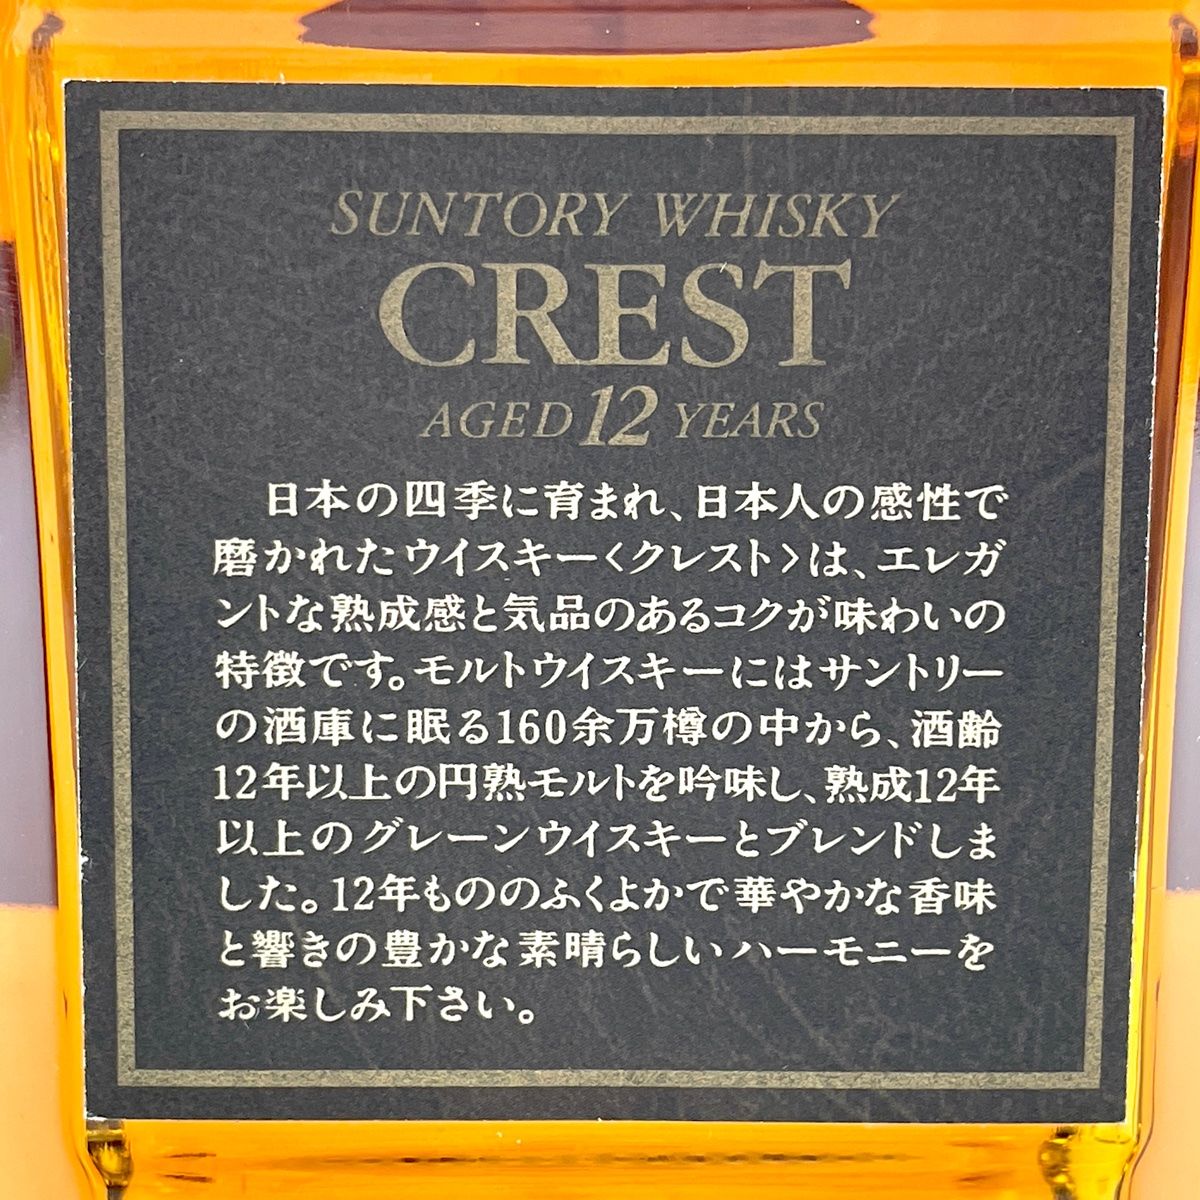 SUNTORY WHISKY
CREST
AGED 12 YEARS
日本の四季に育まれ、日本人の感性で
磨かれたウイスキー〈クレスト〉は、エレガ
ントな熟成感と気品のあるコクが味わいの
特徴です。モルトウイスキーにはサントリー
の酒庫に眠る160余万樽の中から、酒齢
12年以上の円熟モルトを吟味し、熟成12年
以上のグレーンウイスキーとブレンドしま
した。12年もののふくよかで華やかな香味
と響きの豊かな素晴らしいハーモニーを
お楽しみ下さい。